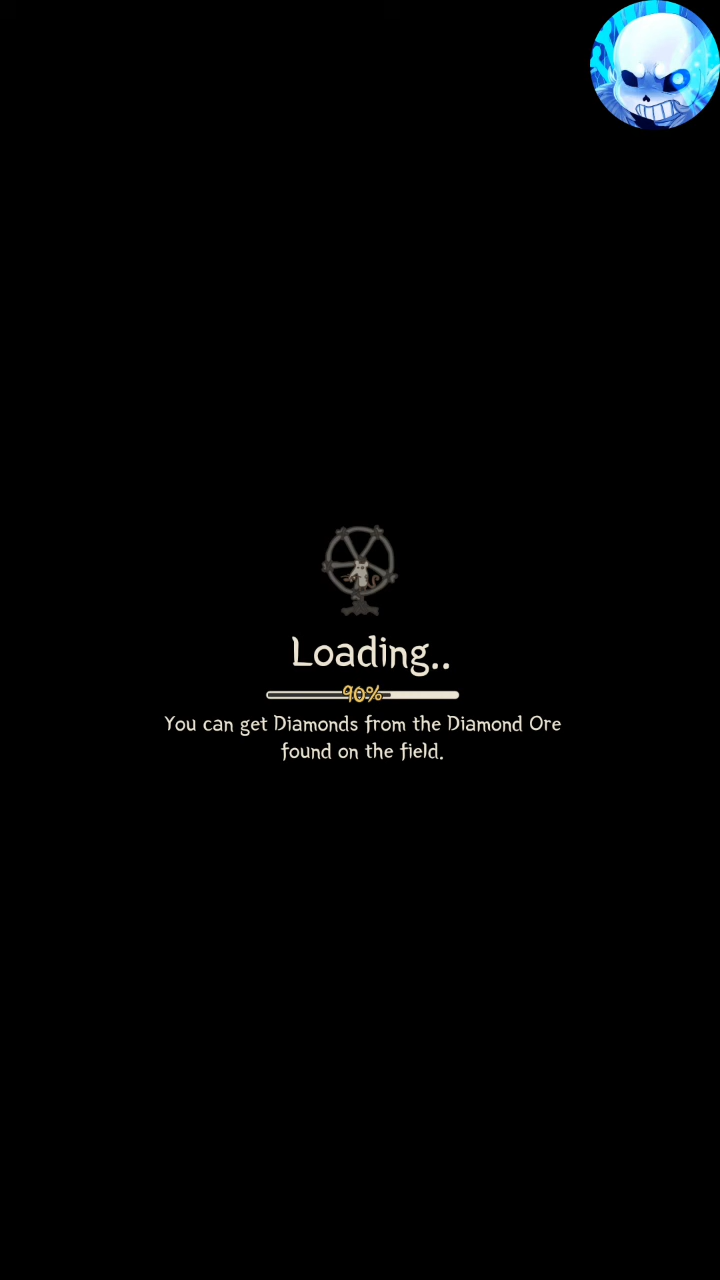 Loading..
90%
You can get Diamonds from the Diamond Ore
found on the field.